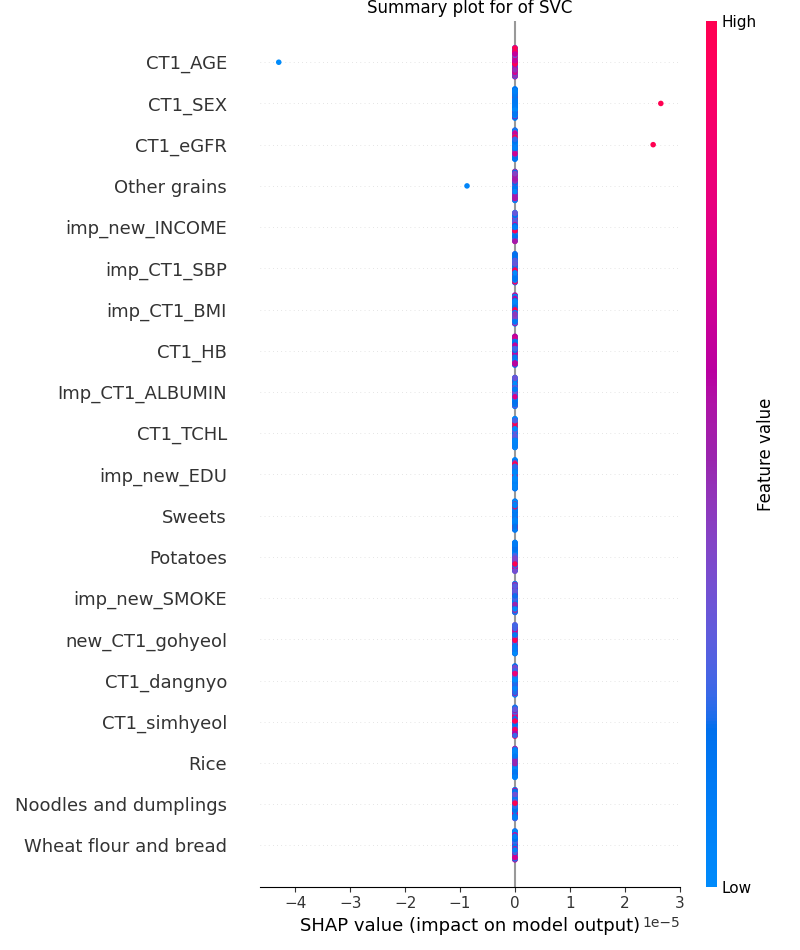 Summary plot for of SVC
High
CT1_AGE
CT1_SEX
CT1_eGFR
Other grains
imp_new_INCOME
imp_CT1_SBP
imp_CT1_BMI
CT1_HB
Imp_CT1_ALBUMIN
CT1_TCHL
imp_new_EDU
Sweets
Potatoes
imp_new_SMOKE
new_CT1_gohyeol
CT1_dangnyo
CT1_simhyeol
Rice
Noodles and dumplings
Wheat flour and bread
Feature value
Low
−4 −3 −2 −1 0 1 2 3
SHAP value (impact on model output) 1e−5